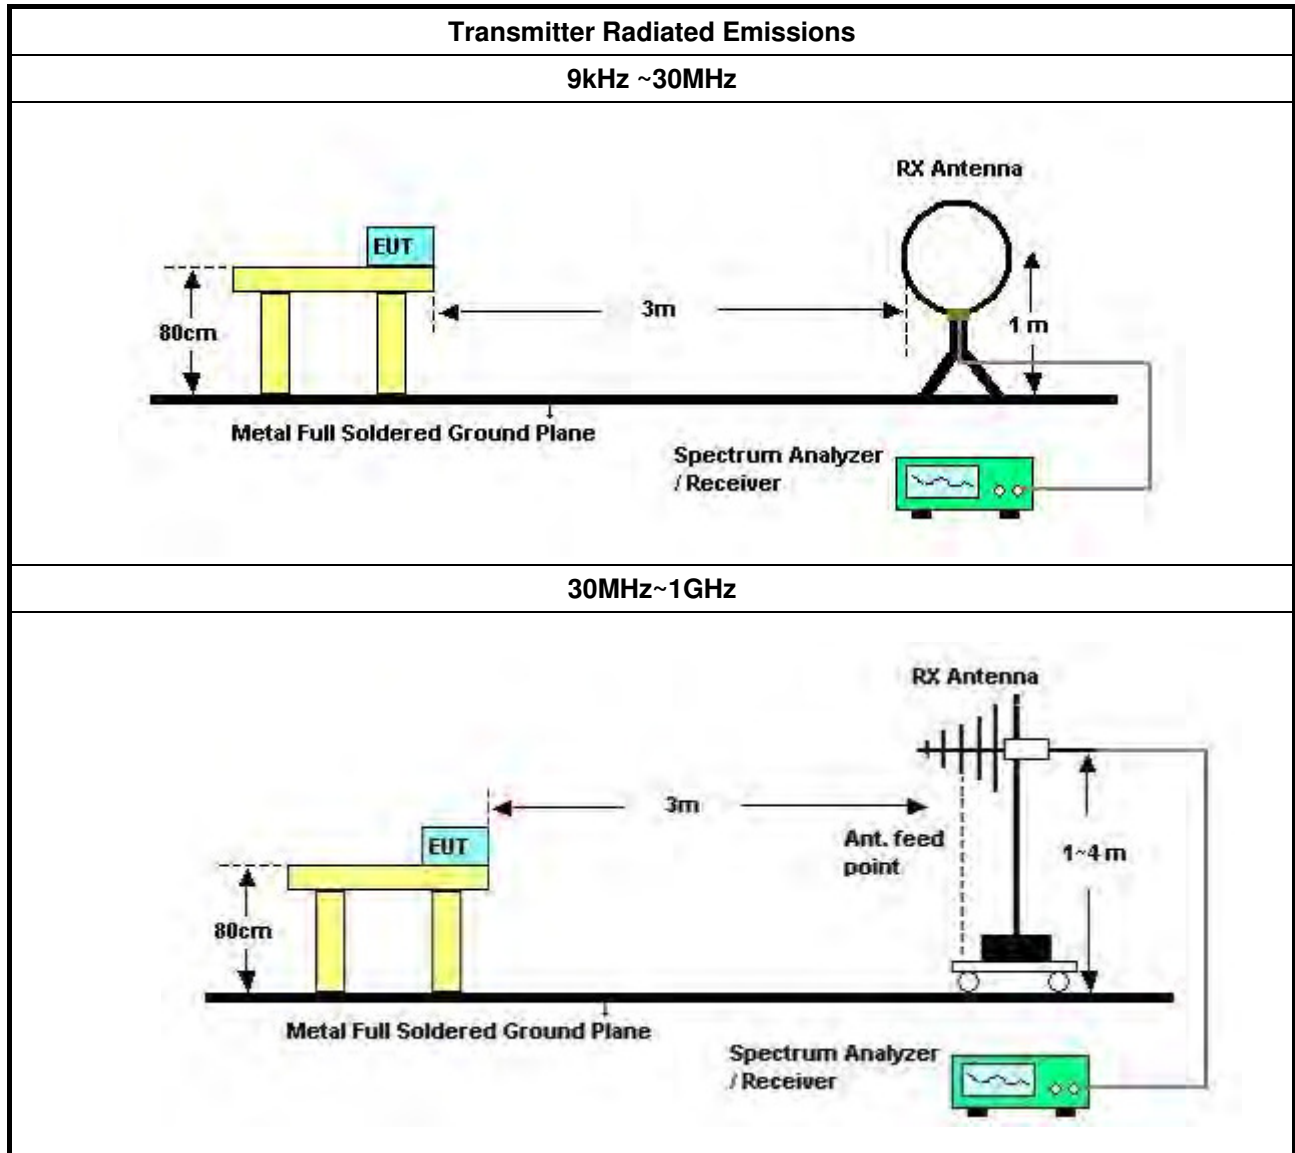 Transmitter Radiated Emissions
9kHz ~30MHz
RX Antenna
EUT
3m
80cm
1 m
Metal Full Soldered Ground Plane
Spectrum Analyzer
/ Receiver
30MHz~1GHz
RX Antenna
3m
EUT
Ant. feed
point
1~4 m
80cm
Metal Full Soldered Ground Plane
Spectrum Analyzer
/ Receiver